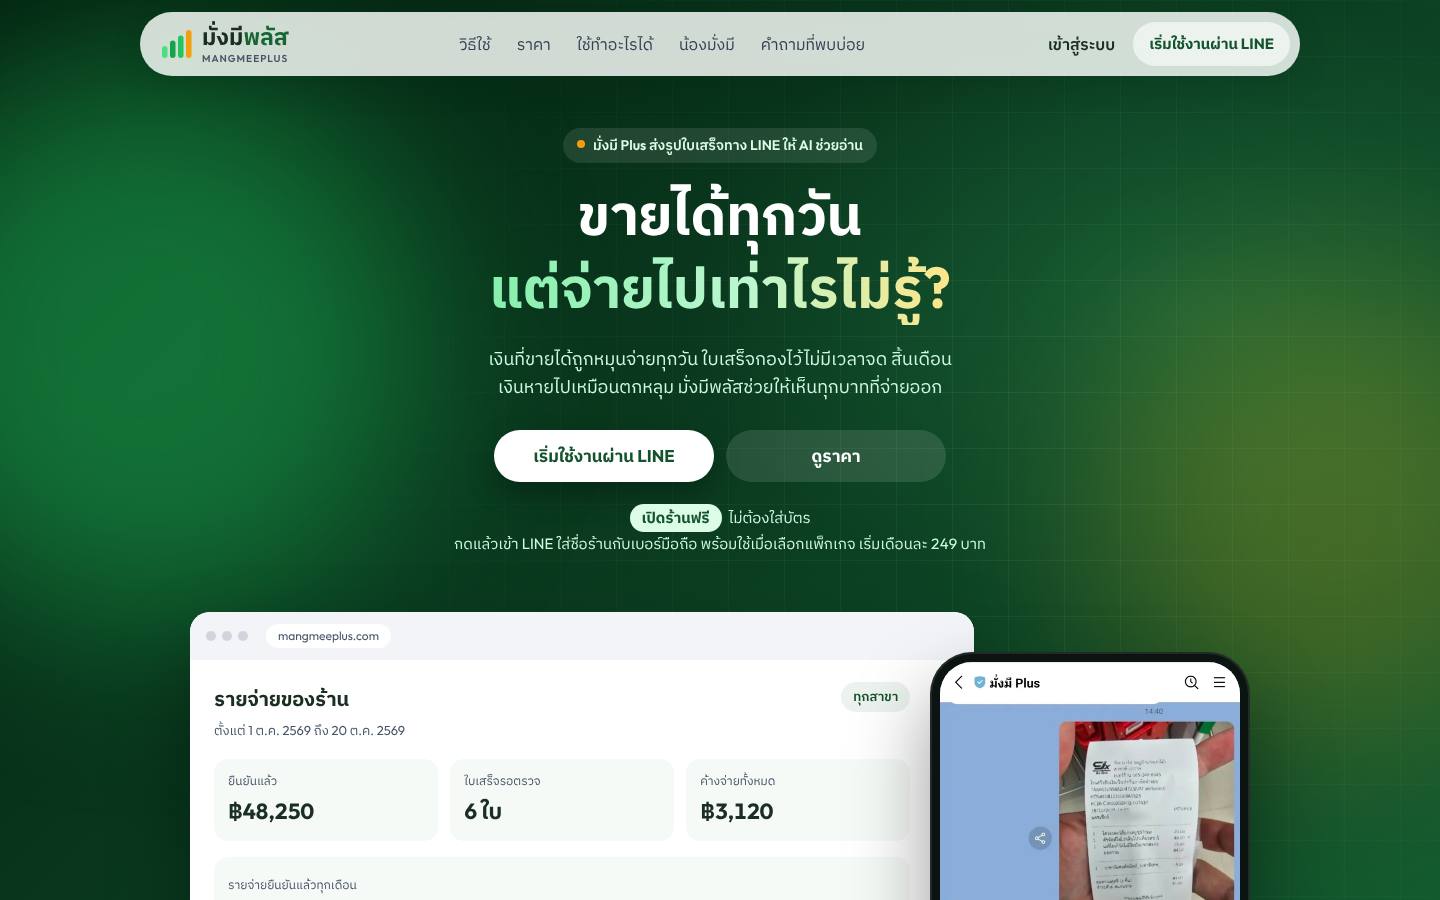 มั่งมีพลัส
MANGMEEPLUS
วิธีใช้ ราคา ใช้ทำอะไรได้ น้องมั่งมี คำถามที่พบบ่อย เข้าสู่ระบบ เริ่มใช้งานผ่าน LINE
มั่งมี Plus ส่งรูปใบเสร็จทาง LINE ให้ AI ช่วยอ่าน
ขายได้ทุกวัน
แต่จ่ายไปเท่าไรไม่รู้?
เงินที่ขายได้ถูกหมุนจ่ายทุกวัน ใบเสร็จกองไว้ไม่มีเวลาจด สิ้นเดือน
เงินหายไปเหมือนตกหลุม มั่งมีพลัสช่วยให้เห็นทุกบาทที่จ่ายออก
เริ่มใช้งานผ่าน LINE ดูราคา
เปิดร้านฟรี ไม่ต้องใส่บัตร
กดแล้วเข้า LINE ใส่ชื่อร้านกับเบอร์มือถือ พร้อมใช้เมื่อเลือกแพ็กเกจ เริ่มเดือนละ 249 บาท
mangmeeplus.com
รายจ่ายของร้าน
ทุกสาขา
ตั้งแต่ 1 ต.ค. 2569 ถึง 20 ต.ค. 2569
ยืนยันแล้ว ใบเสร็จรอตรวจ ค้างจ่ายทั้งหมด
฿48,250 6 ใบ ฿3,120
รายจ่ายยืนยันแล้วทุกเดือน
มั่งมี Plus
14:40